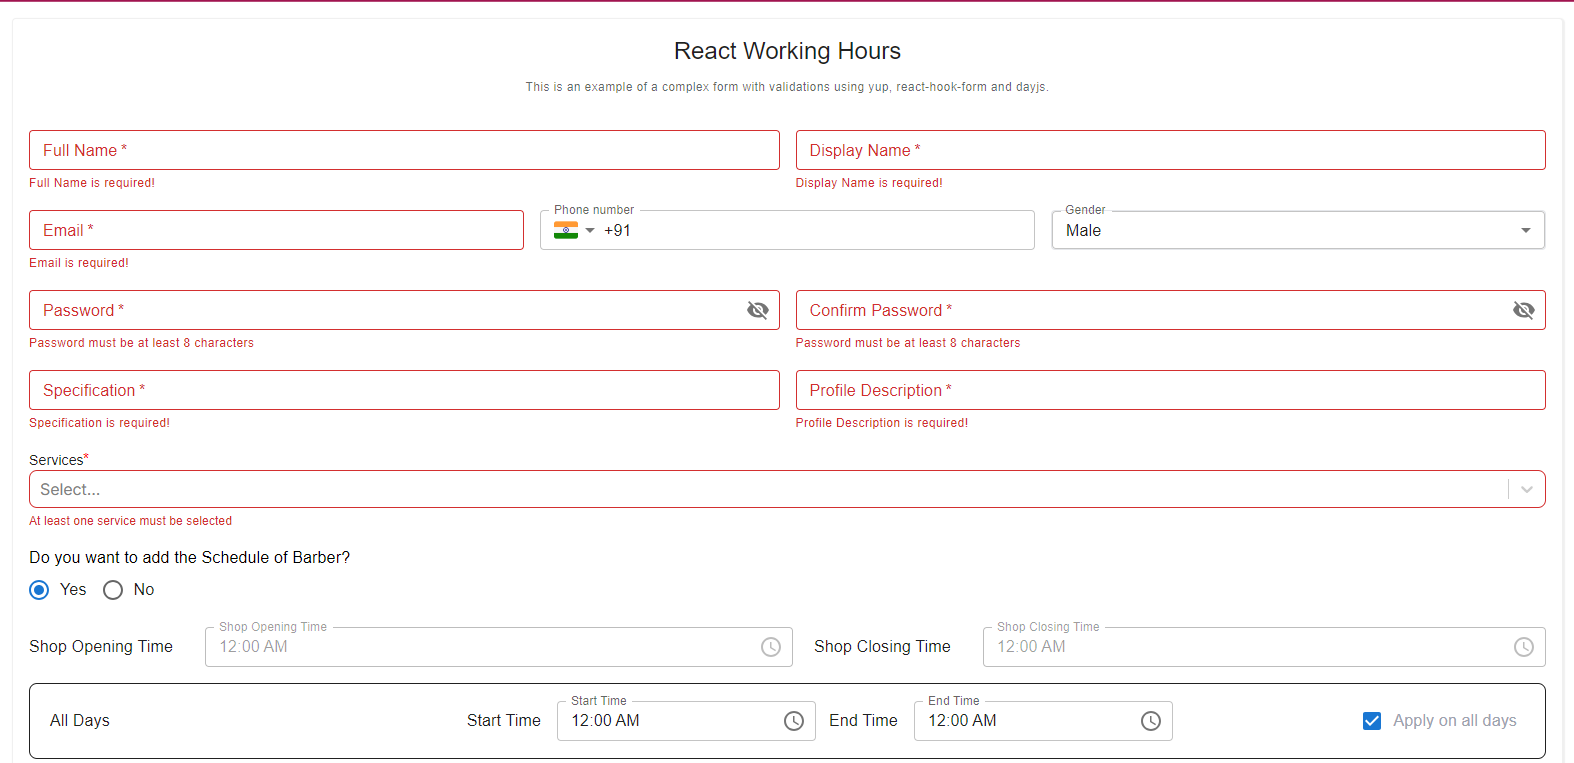 React Working Hours
This is an example of a complex form with validations using yup, react-hook-form and dayjs.
Full Name * Display Name *
Full Name is required! Display Name is required!
Phone number Gender
Email * +91 Male
Email is required!
Password * Confirm Password *
Password must be at least 8 characters Password must be at least 8 characters
Specification * Profile Description *
Specification is required! Profile Description is required!
Services*
Select...
At least one service must be selected
Do you want to add the Schedule of Barber?
Yes No
Shop Opening Time Shop Closing Time
Shop Opening Time 12:00 AM Shop Closing Time 12:00 AM
Start Time End Time
All Days Start Time 12:00 AM End Time 12:00 AM Apply on all days